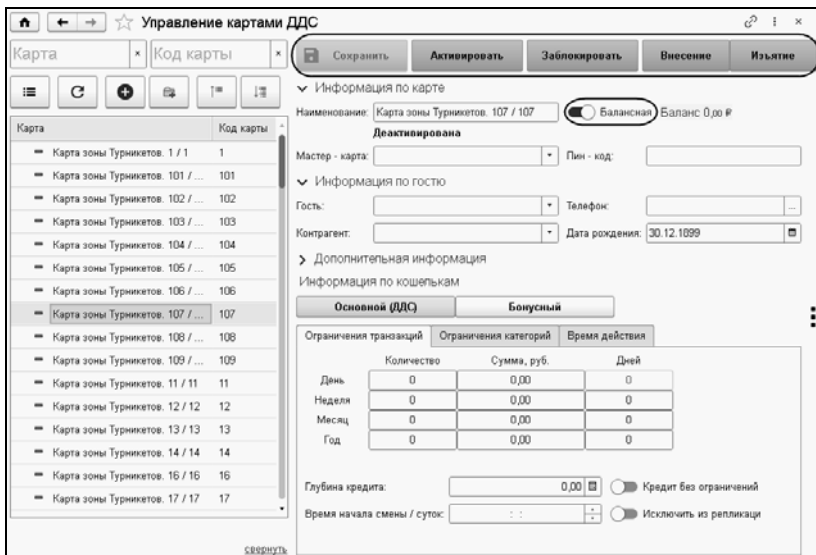 Управление картами ДДС
Карта
Код карты
Сохранить Активировать Заблокировать Внесение Изъятие
Информация по карте
Наименование: Карта зоны Турникетов. 107 / 107 Балансная Баланс 0,00 ₽
Деактивирована
Мастер - карта: Пин - код:
Информация по гостю
Гость: Телефон: ...
Контрагент: Дата рождения: 30.12.1899
Дополнительная информация
Информация по кошелькам
Основной (ДДС) Бонусный
Ограничения транзакций Ограничения категорий Время действия
Количество Сумма, руб. Дней
День 0 0,00 0
Неделя 0 0,00 0
Месяц 0 0,00 0
Год 0 0,00 0
Глубина кредита: 0,00 Кредит без ограничений
Время начала смены / суток: : : Исключить из репликаци
Карта Код карты
Карта зоны Турникетов. 1 / 1 1
Карта зоны Турникетов. 101 / ... 101
Карта зоны Турникетов. 102 / ... 102
Карта зоны Турникетов. 103 / ... 103
Карта зоны Турникетов. 104 / ... 104
Карта зоны Турникетов. 105 / ... 105
Карта зоны Турникетов. 106 / ... 106
Карта зоны Турникетов. 107 / ... 107
Карта зоны Турникетов. 108 / ... 108
Карта зоны Турникетов. 109 / ... 109
Карта зоны Турникетов. 11 / 11 11
Карта зоны Турникетов. 12 / 12 12
Карта зоны Турникетов. 13 / 13 13
Карта зоны Турникетов. 14 / 14 14
Карта зоны Турникетов. 16 / 16 16
Карта зоны Турникетов. 17 / 17 17
свернуть